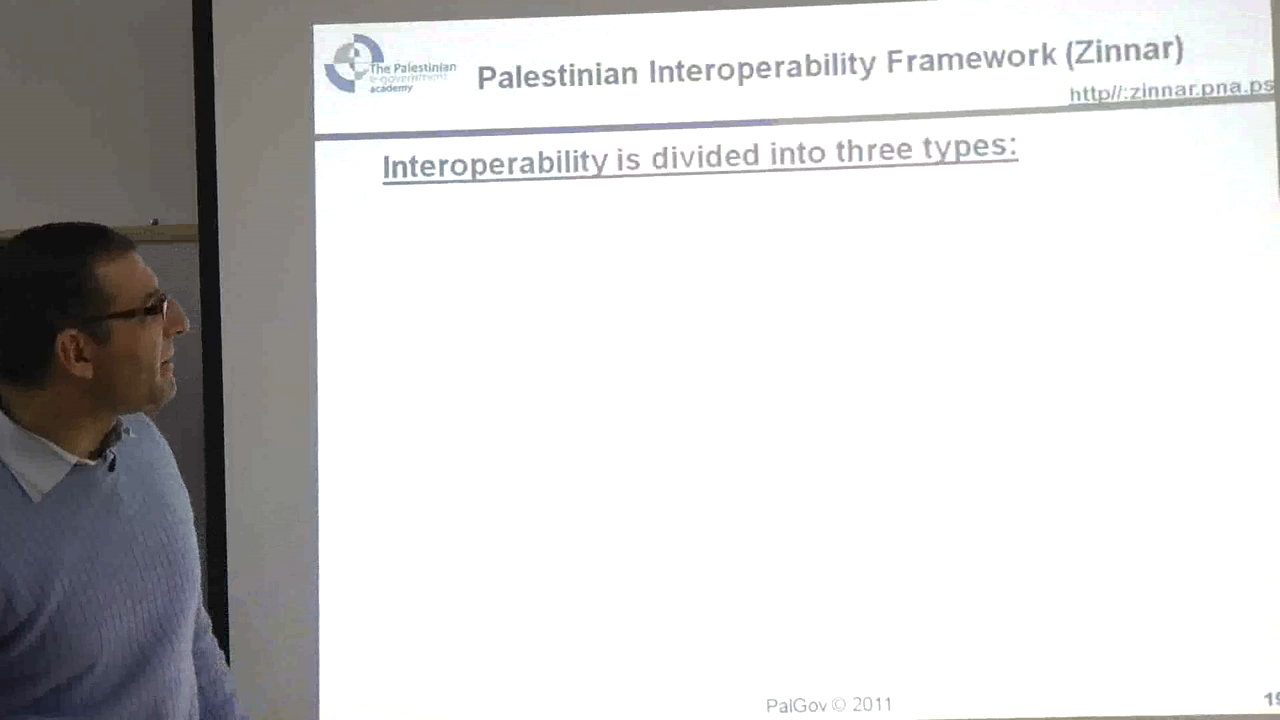 The Palestinian
e-government
academy
Palestinian Interoperability Framework (Zinnar)
http//:zinnar.pna.ps
Interoperability is divided into three types:
PalGov © 2011